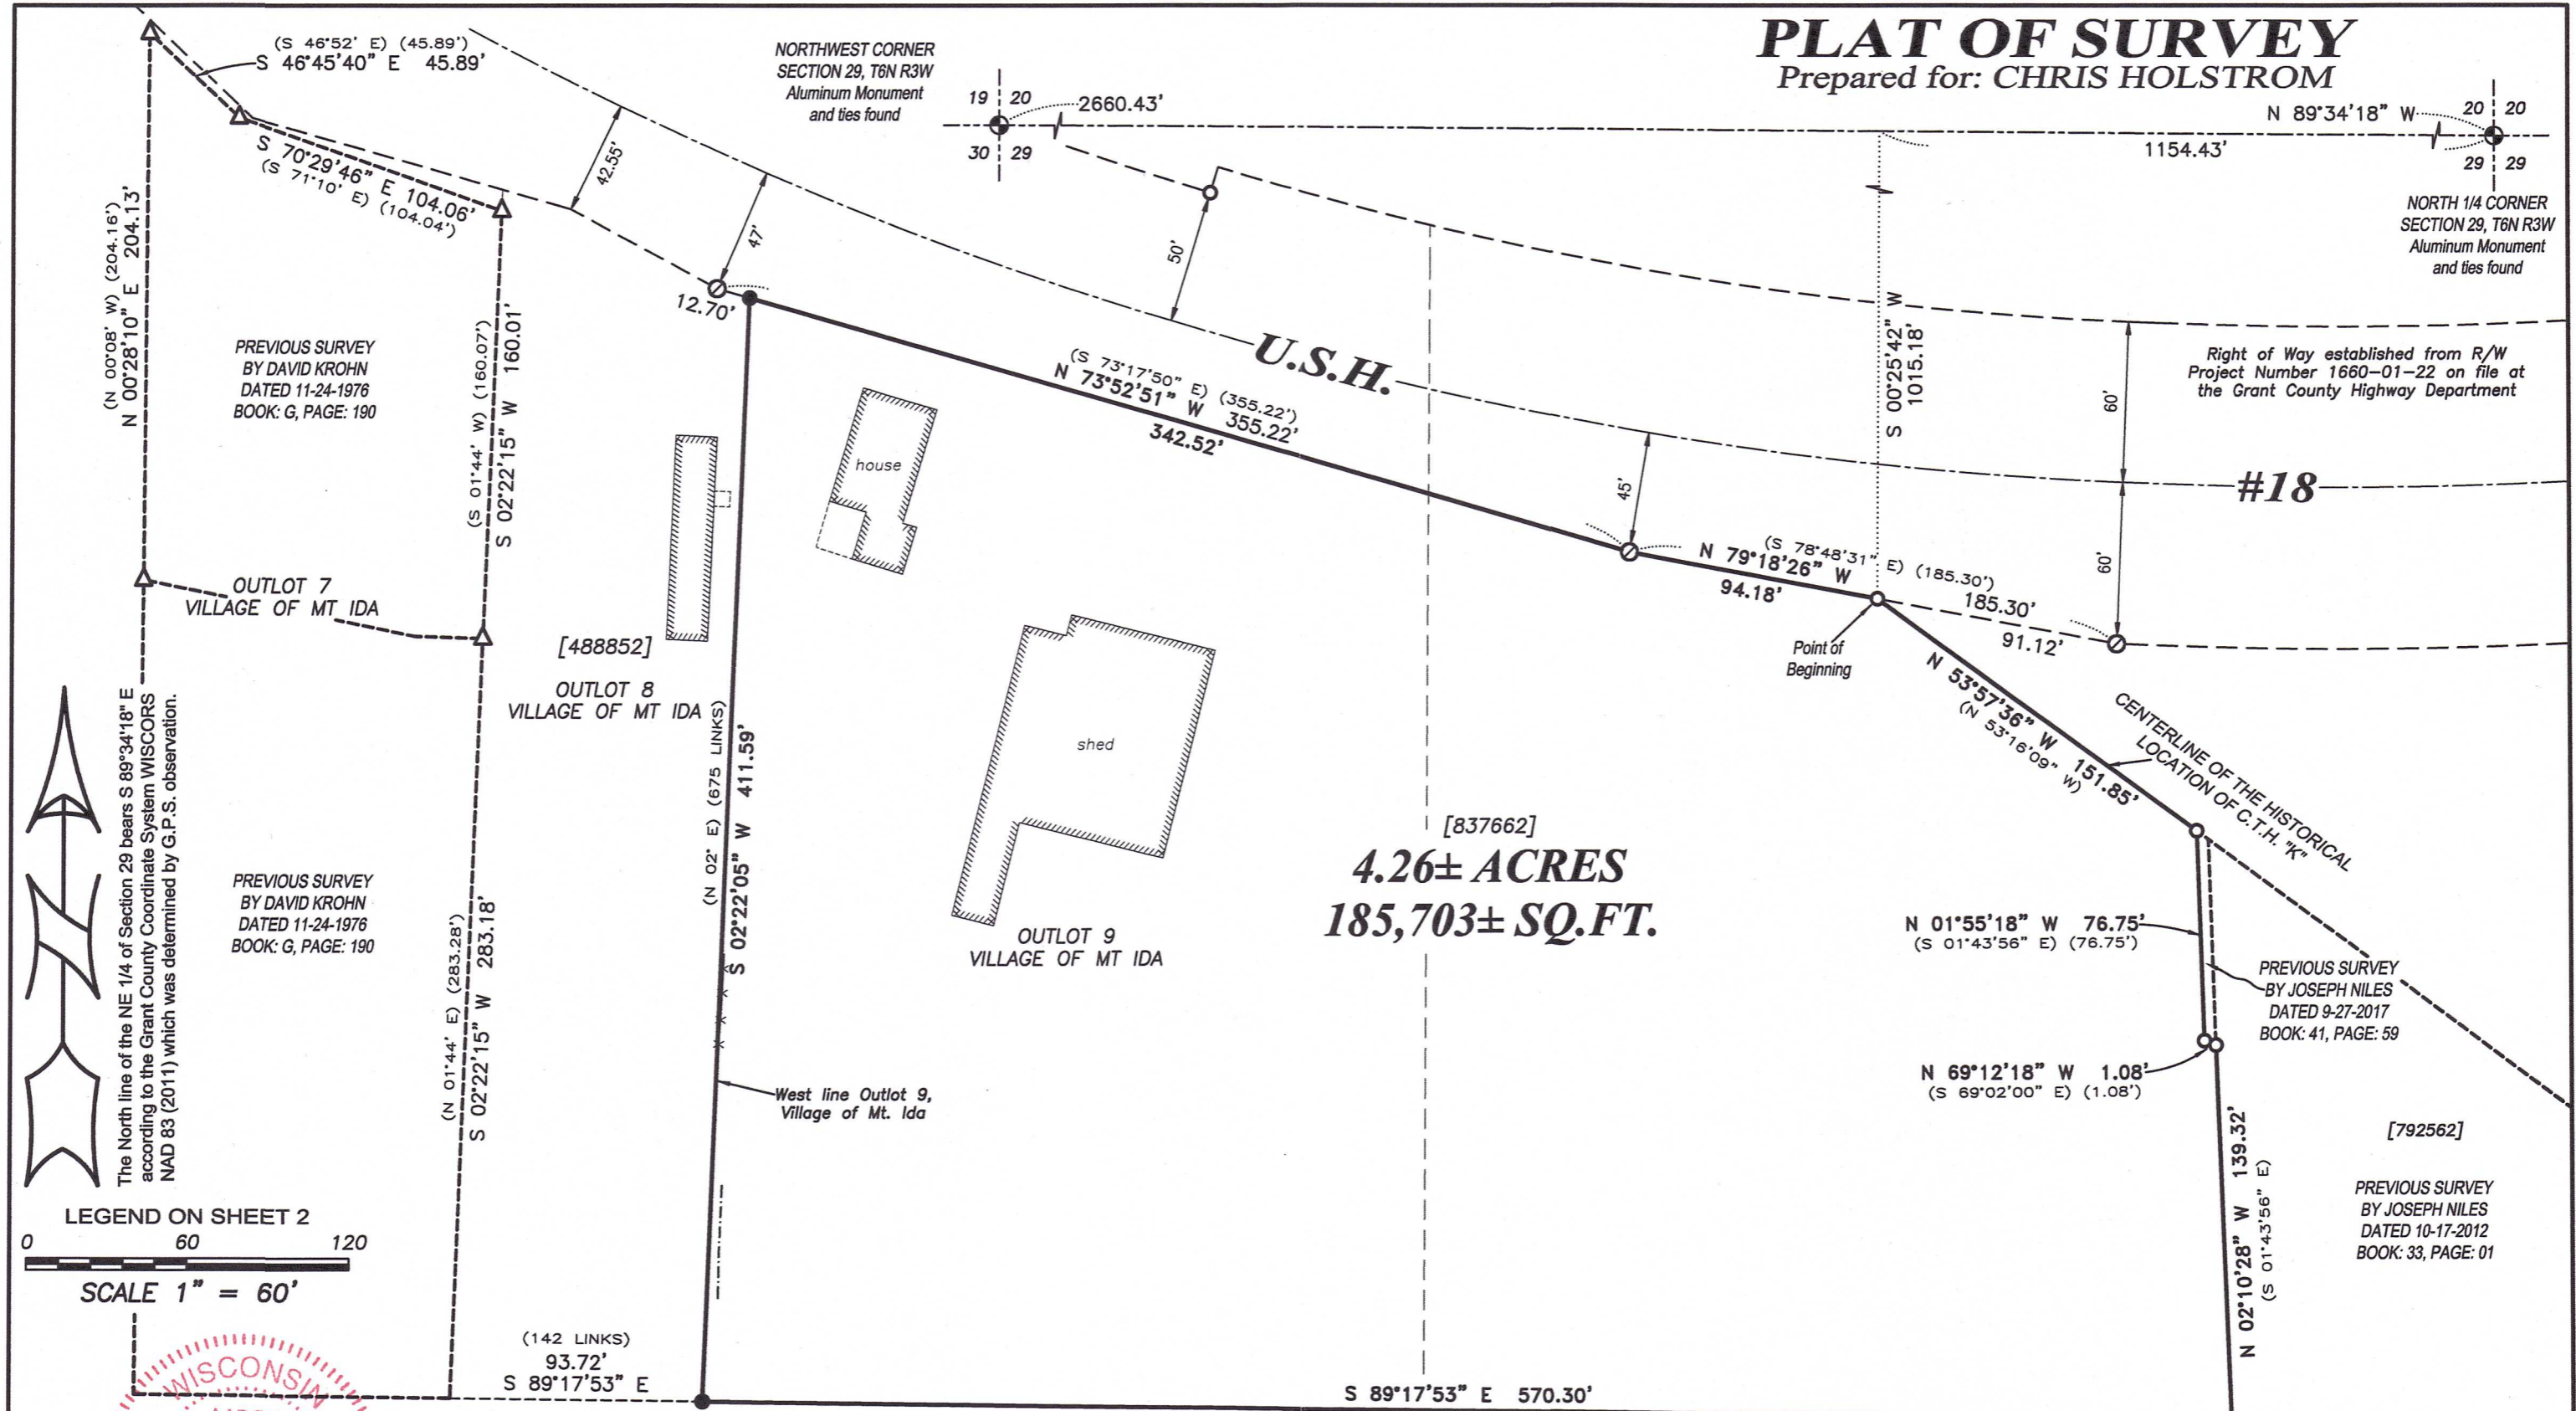 PLAT OF SURVEY
Prepared for: CHRIS HOLSTROM
(S 46°52' E) (45.89')
S 46°45'40" E 45.89'
S 70°29'46" E 104.06'
(S 71°10' E) (104.04')
(N 00°08' W) (204.16')
N 00°28'10" E 204.13'
42.55'
47'
NORTHWEST CORNER
SECTION 29, T6N R3W
Aluminum Monument
and ties found
19 20
30 29
2660.43'
N 89°34'18" W
1154.43'
20 20
29 29
NORTH 1/4 CORNER
SECTION 29, T6N R3W
Aluminum Monument
and ties found
50'
12.70'
PREVIOUS SURVEY
BY DAVID KROHN
DATED 11-24-1976
BOOK: G, PAGE: 190
(S 01°44' W) (160.07')
S 02°22'15" W 160.01'
U.S.H.
#18
(S 73°17'50" E) (355.22')
N 73°52'51" W 355.22'
342.52'
S 00°25'42" W
1015.18'
Right of Way established from R/W
Project Number 1660-01-22 on file at
the Grant County Highway Department
60'
60'
45'
house
N 79°18'26" W
(S 78°48'31" E) (185.30')
94.18'
185.30'
91.12'
Point of
Beginning
OUTLOT 7
VILLAGE OF MT IDA
[488852]
OUTLOT 8
VILLAGE OF MT IDA
(N 02° E) (675 LINKS)
S 02°22'05" W 411.59'
shed
N 53°57'36" W 151.85'
(N 53°16'09" W)
CENTERLINE OF THE HISTORICAL
LOCATION OF C.T.H. "K"
The North line of the NE 1/4 of Section 29 bears S 89°34'18" E
according to the Grant County Coordinate System WISCORS
NAD 83 (2011) which was determined by G.P.S. observation.
[837662]
4.26± ACRES
185,703± SQ.FT.
PREVIOUS SURVEY
BY DAVID KROHN
DATED 11-24-1976
BOOK: G, PAGE: 190
(N 01°44' E) (283.28')
S 02°22'15" W 283.18'
OUTLOT 9
VILLAGE OF MT IDA
N 01°55'18" W 76.75'
(S 01°43'56" E) (76.75')
PREVIOUS SURVEY
BY JOSEPH NILES
DATED 9-27-2017
BOOK: 41, PAGE: 59
N 69°12'18" W 1.08'
(S 69°02'00" E) (1.08')
West line Outlot 9,
Village of Mt. Ida
[792562]
PREVIOUS SURVEY
BY JOSEPH NILES
DATED 10-17-2012
BOOK: 33, PAGE: 01
N 02°10'28" W 139.32'
(S 01°43'56" E)
LEGEND ON SHEET 2
0 60 120
SCALE 1" = 60'
WISCONSIN
(142 LINKS)
93.72'
S 89°17'53" E
S 89°17'53" E 570.30'